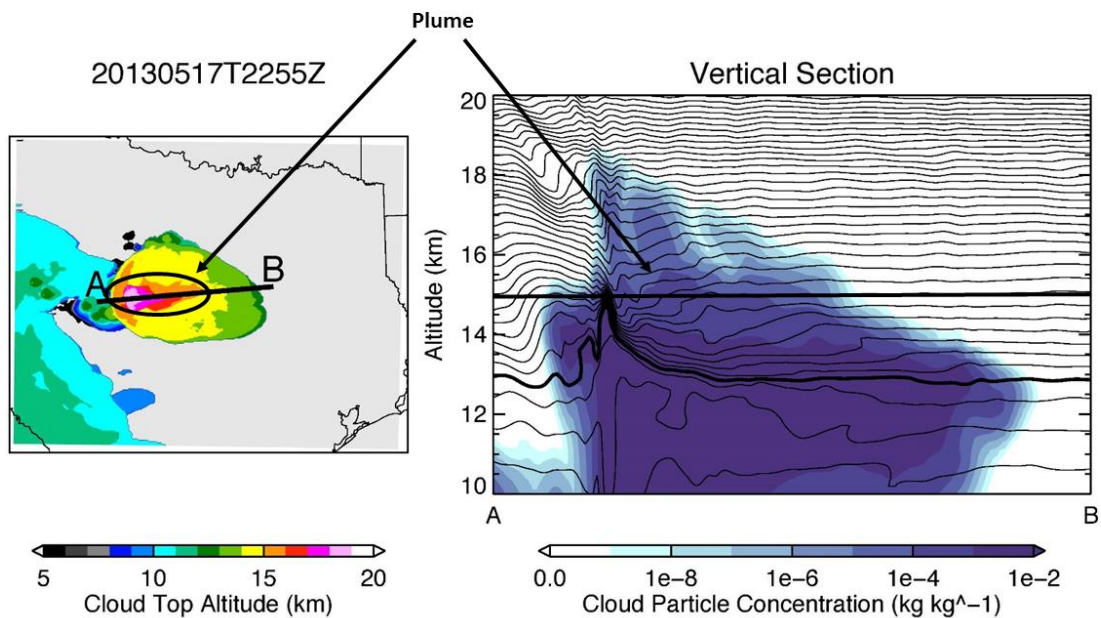 Plume
20130517T2255Z
Vertical Section
A
B
20
18
16
14
12
10
Altitude (km)
A
B
5
10
15
20
Cloud Top Altitude (km)
0.0
1e-8
1e-6
1e-4
1e-2
Cloud Particle Concentration (kg kg^-1)